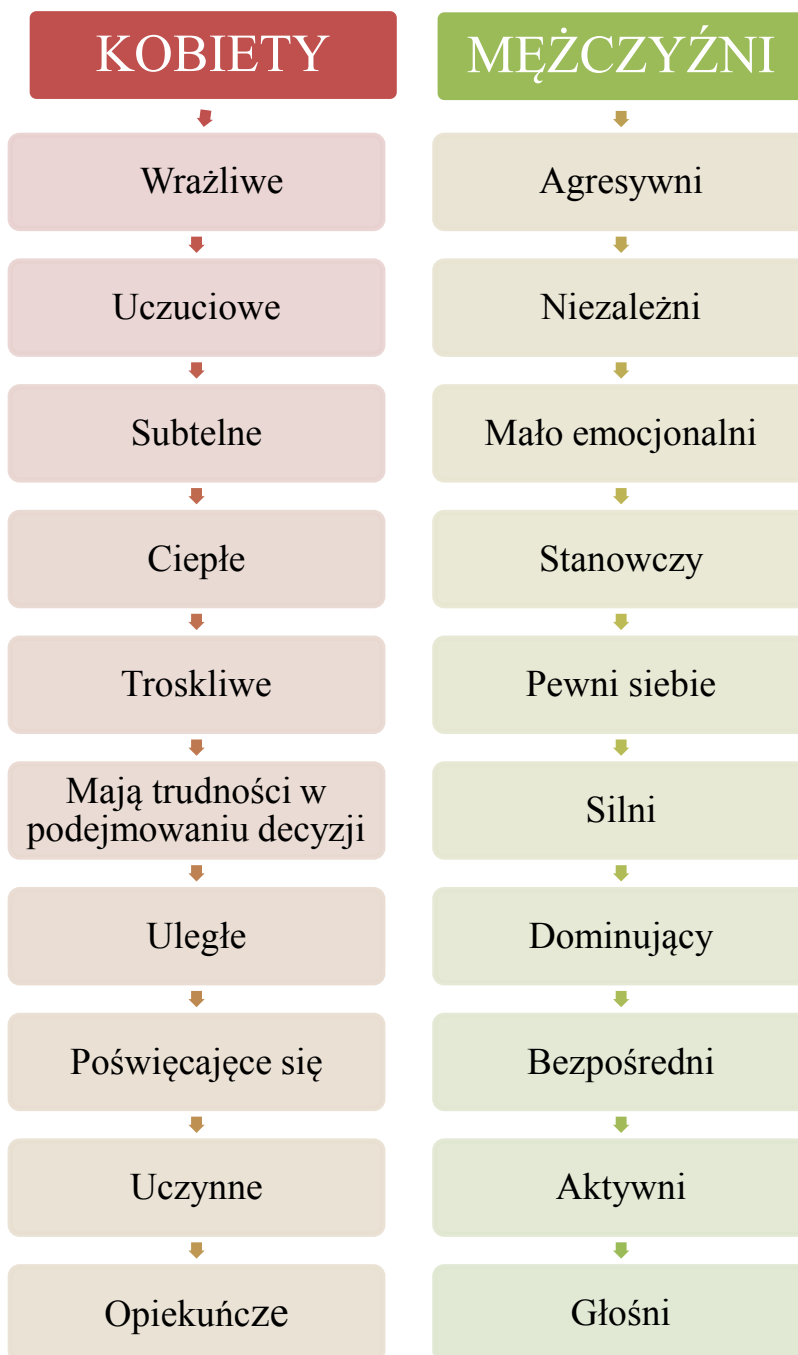 KOBIETY
Wrażliwe
Uczuciowe
Subtelne
Ciepłe
Troskliwe
Mają trudności w
podejmowaniu decyzji
Uległe
Poświęcajęce się
Uczynne
Opiekuńcze
MĘŻCZYŹNI
Agresywni
Niezależni
Mało emocjonalni
Stanowczy
Pewni siebie
Silni
Dominujący
Bezpośredni
Aktywni
Głośni